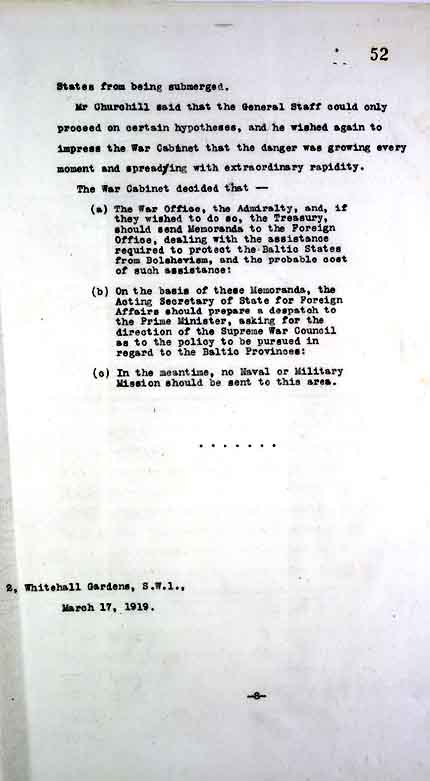 52
States from being submerged.
Mr Churchill said that the General Staff could only
proceed on certain hypotheses, and he wished again to
impress the War Cabinet that the danger was growing every
moment and spreading with extraordinary rapidity.
The War Cabinet decided that —
(a) The War Office, the Admiralty, and, if
they wished to do so, the Treasury,
should send Memoranda to the Foreign
Office, dealing with the assistance
required to protect the Baltic States
from Bolshevism, and the probable cost
of such assistance:
(b) On the basis of these Memoranda, the
Acting Secretary of State for Foreign
Affairs should prepare a despatch to
the Prime Minister, asking for the
direction of the Supreme War Council
as to the policy to be pursued in
regard to the Baltic Provinces:
(c) In the meantime, no Naval or Military
Mission should be sent to this area.
. . . . . . .
2, Whitehall Gardens, S.W.1.,
March 17, 1919.
-8-